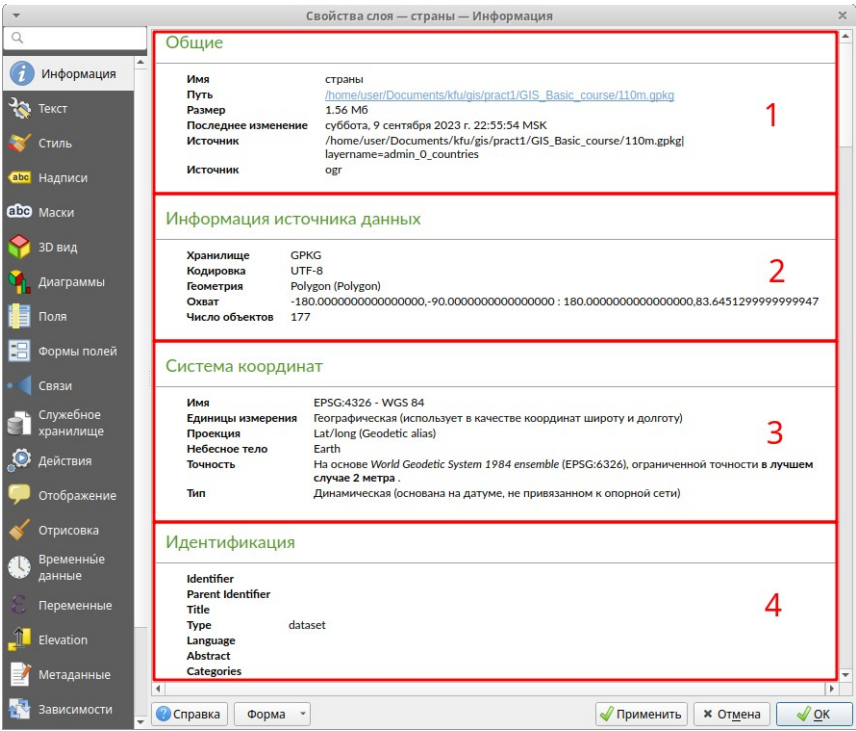 Свойства слоя — страны — Информация
Информация
Текст
Стиль
abc Надписи
abc Маски
3D вид
Диаграммы
Поля
Формы полей
Связи
Служебное
хранилище
Действия
Отображение
Отрисовка
Временные
данные
Переменные
Elevation
Метаданные
Зависимости
Общие
Имя страны
Путь /home/user/Documents/kfu/gis/pract1/GIS_Basic_course/110m.gpkg
Размер 1.56 Мб
Последнее изменение суббота, 9 сентября 2023 г. 22:55:54 MSK
Источник /home/user/Documents/kfu/gis/pract1/GIS_Basic_course/110m.gpkg|
layername=admin_0_countries
Источник ogr
1
Информация источника данных
Хранилище GPKG
Кодировка UTF-8
Геометрия Polygon (Polygon)
Охват -180.0000000000000000,-90.0000000000000000 : 180.0000000000000000,83.6451299999999947
Число объектов 177
2
Система координат
Имя EPSG:4326 - WGS 84
Единицы измерения Географическая (использует в качестве координат широту и долготу)
Проекция Lat/long (Geodetic alias)
Небесное тело Earth
Точность На основе World Geodetic System 1984 ensemble (EPSG:6326), ограниченной точности в лучшем
случае 2 метра .
Тип Динамическая (основана на датуме, не привязанном к опорной сети)
3
Идентификация
Identifier
Parent Identifier
Title
Type dataset
Language
Abstract
Categories
4
Справка Форма Применить Отмена OK